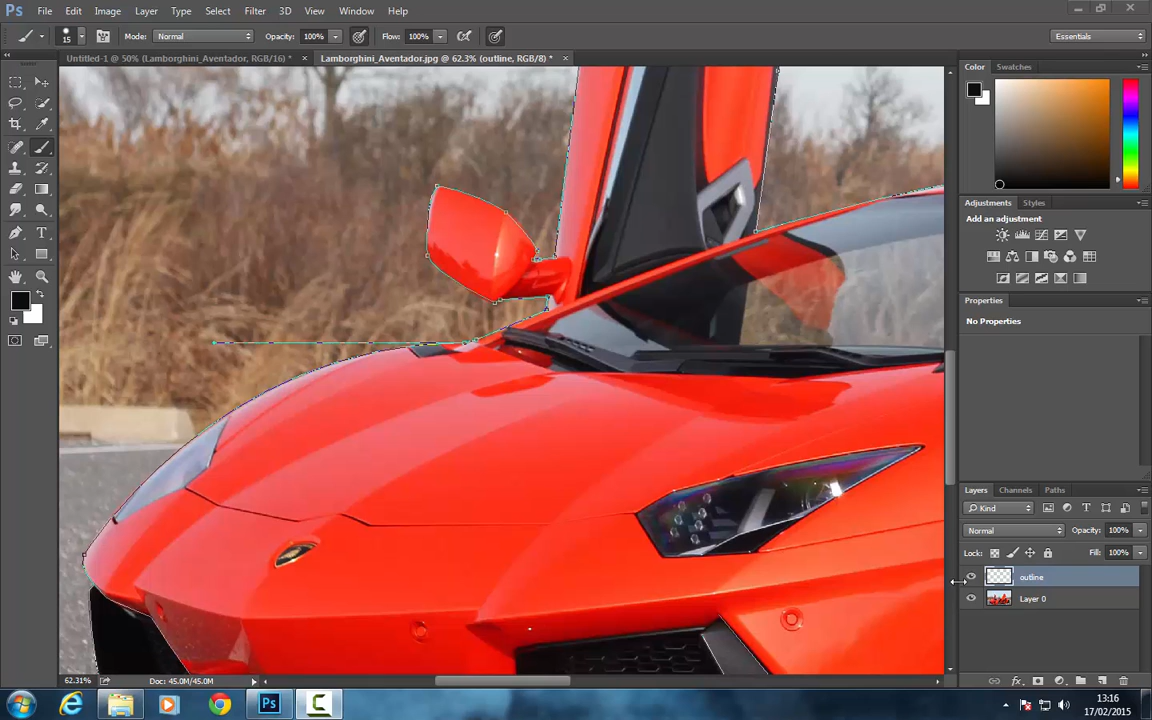 Ps File Edit Image Layer Type Select Filter 3D View Window Help
15 Mode: Normal Opacity: 100% Flow: 100% Essentials
Untitled-1 @ 50% (Lamborghini_Aventador, RGB/16) * × Lamborghini_Aventador.jpg @ 62.3% (outline, RGB/8) * ×
Color Swatches
Adjustments Styles
Add an adjustment
Properties
No Properties
Layers Channels Paths
Kind
Normal Opacity: 100%
Lock: Fill: 100%
outline
Layer 0
62.31% Doc: 45.0M/45.0M
Ps
13:16
17/02/2015